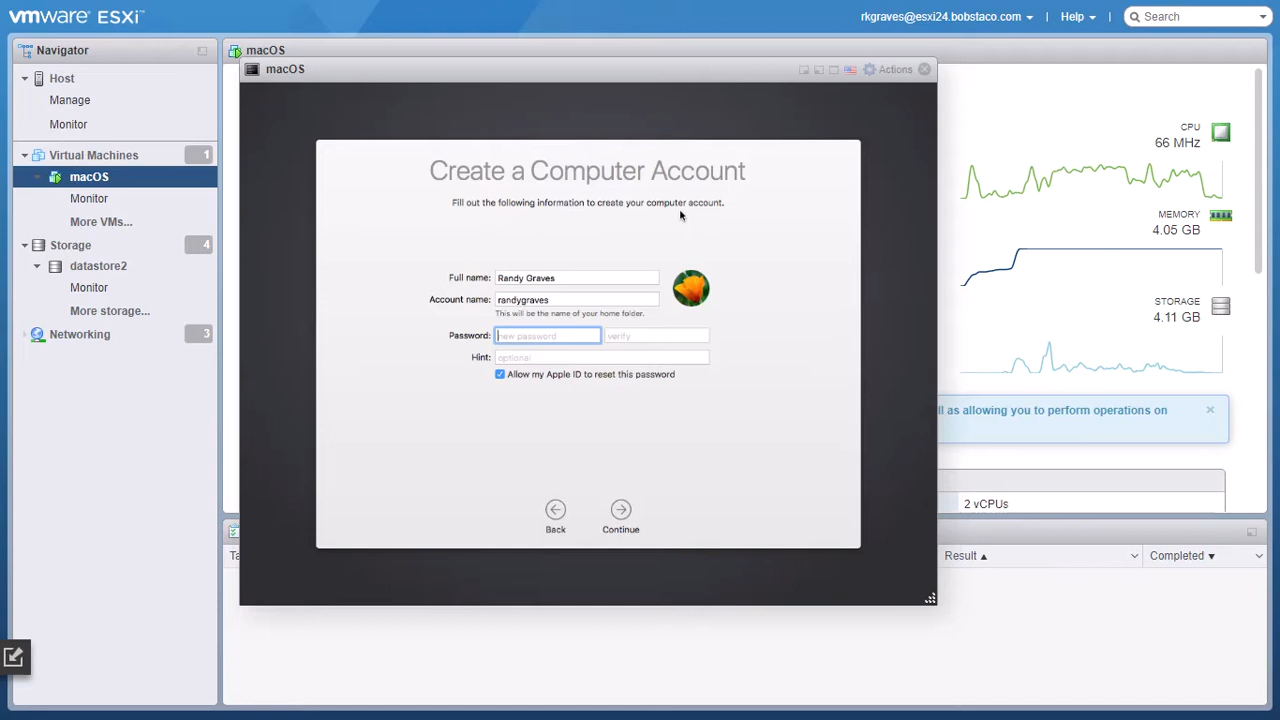 vmware ESXi™
rkgraves@esxi24.bobstaco.com
Help
Search
Navigator
Host
Manage
Monitor
Virtual Machines 1
macOS
Monitor
More VMs...
Storage 4
datastore2
Monitor
More storage...
Networking 3
macOS
macOS
Actions
Create a Computer Account
Fill out the following information to create your computer account.
Full name: Randy Graves
Account name: randygraves
This will be the name of your home folder.
Password: new password verify
Hint: optional
Allow my Apple ID to reset this password
Back
Continue
CPU
66 MHz
MEMORY
4.05 GB
STORAGE
4.11 GB
ll as allowing you to perform operations on
2 vCPUs
Ta
Result
Completed